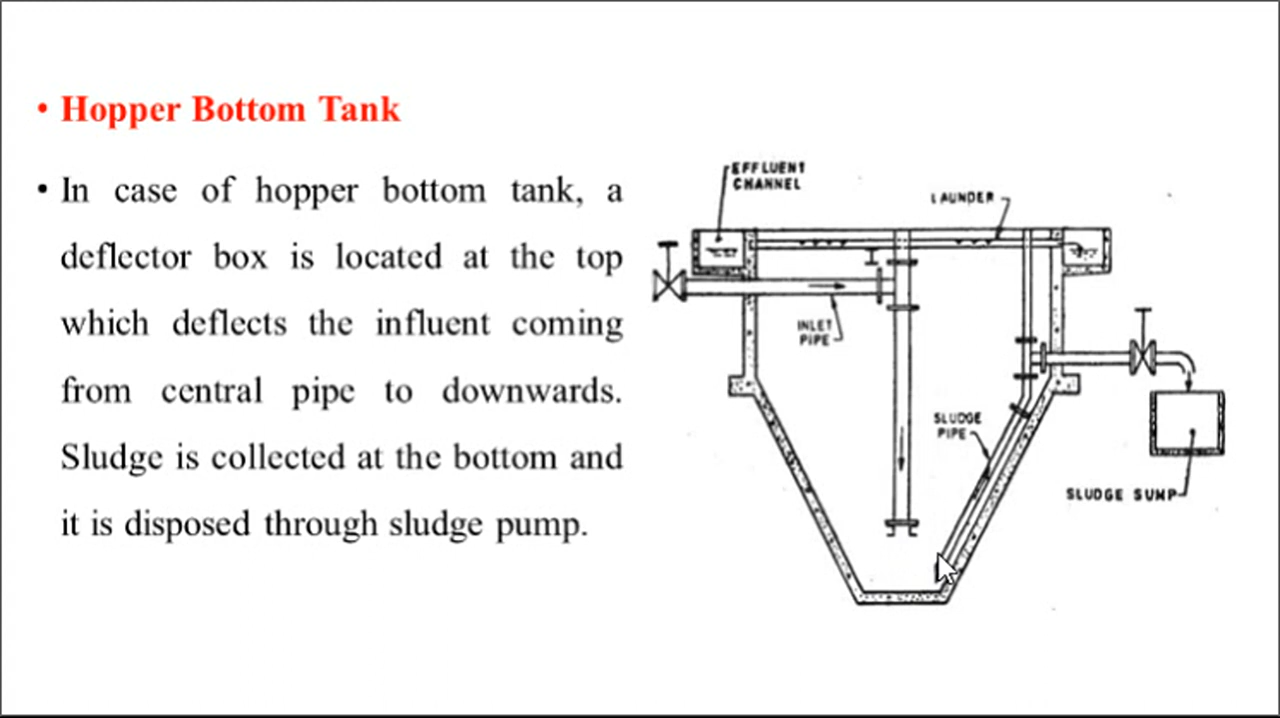 • Hopper Bottom Tank
• In case of hopper bottom tank, a
deflector box is located at the top
which deflects the influent coming
from central pipe to downwards.
Sludge is collected at the bottom and
it is disposed through sludge pump.
EFFLUENT
CHANNEL
LAUNDER
INLET
PIPE
SLUDGE
PIPE
SLUDGE SUMP